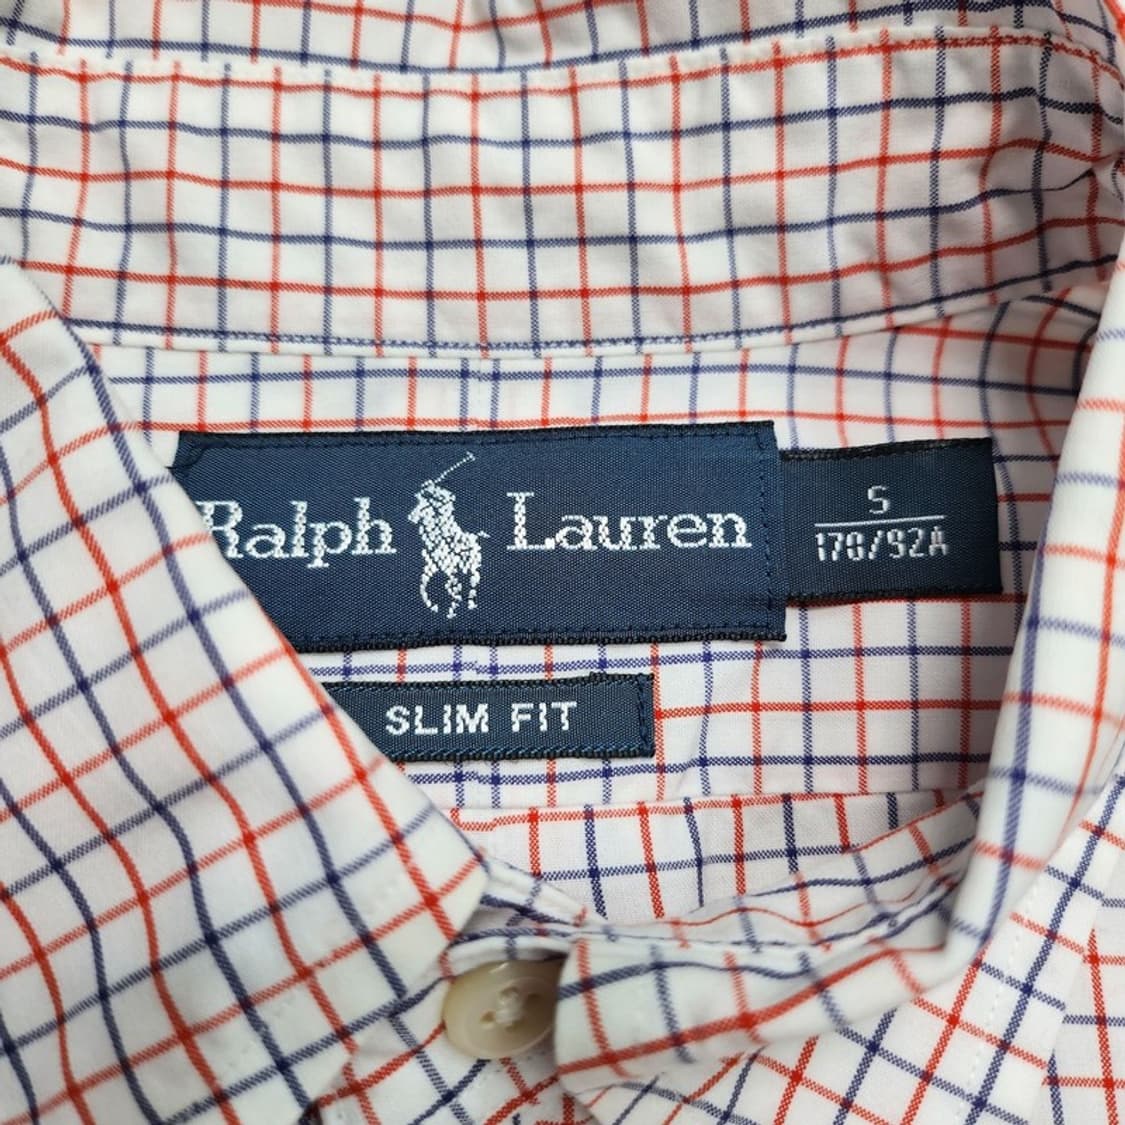 Ralph Lauren
S
170/92A
SLIM FIT